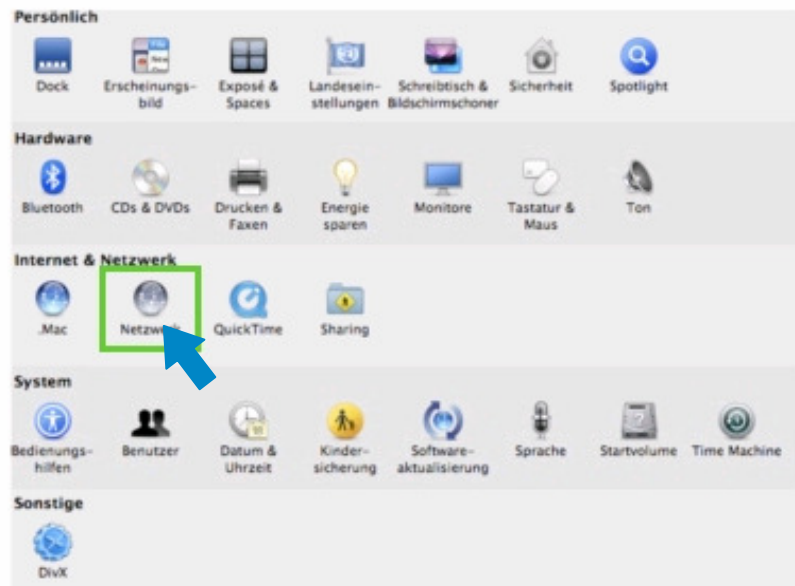 Persönlich
Dock
Erscheinungs-
bild
Exposé &
Spaces
Landesein-
stellungen
Schreibtisch &
Bildschirmschoner
Sicherheit
Spotlight
Hardware
Bluetooth
CDs & DVDs
Drucken &
Faxen
Energie
sparen
Monitore
Tastatur &
Maus
Ton
Internet & Netzwerk
.Mac
Netzwerk
QuickTime
Sharing
System
Bedienungs-
hilfen
Benutzer
Datum &
Uhrzeit
Kinder-
sicherung
Software-
aktualisierung
Sprache
Startvolume
Time Machine
Sonstige
DivX